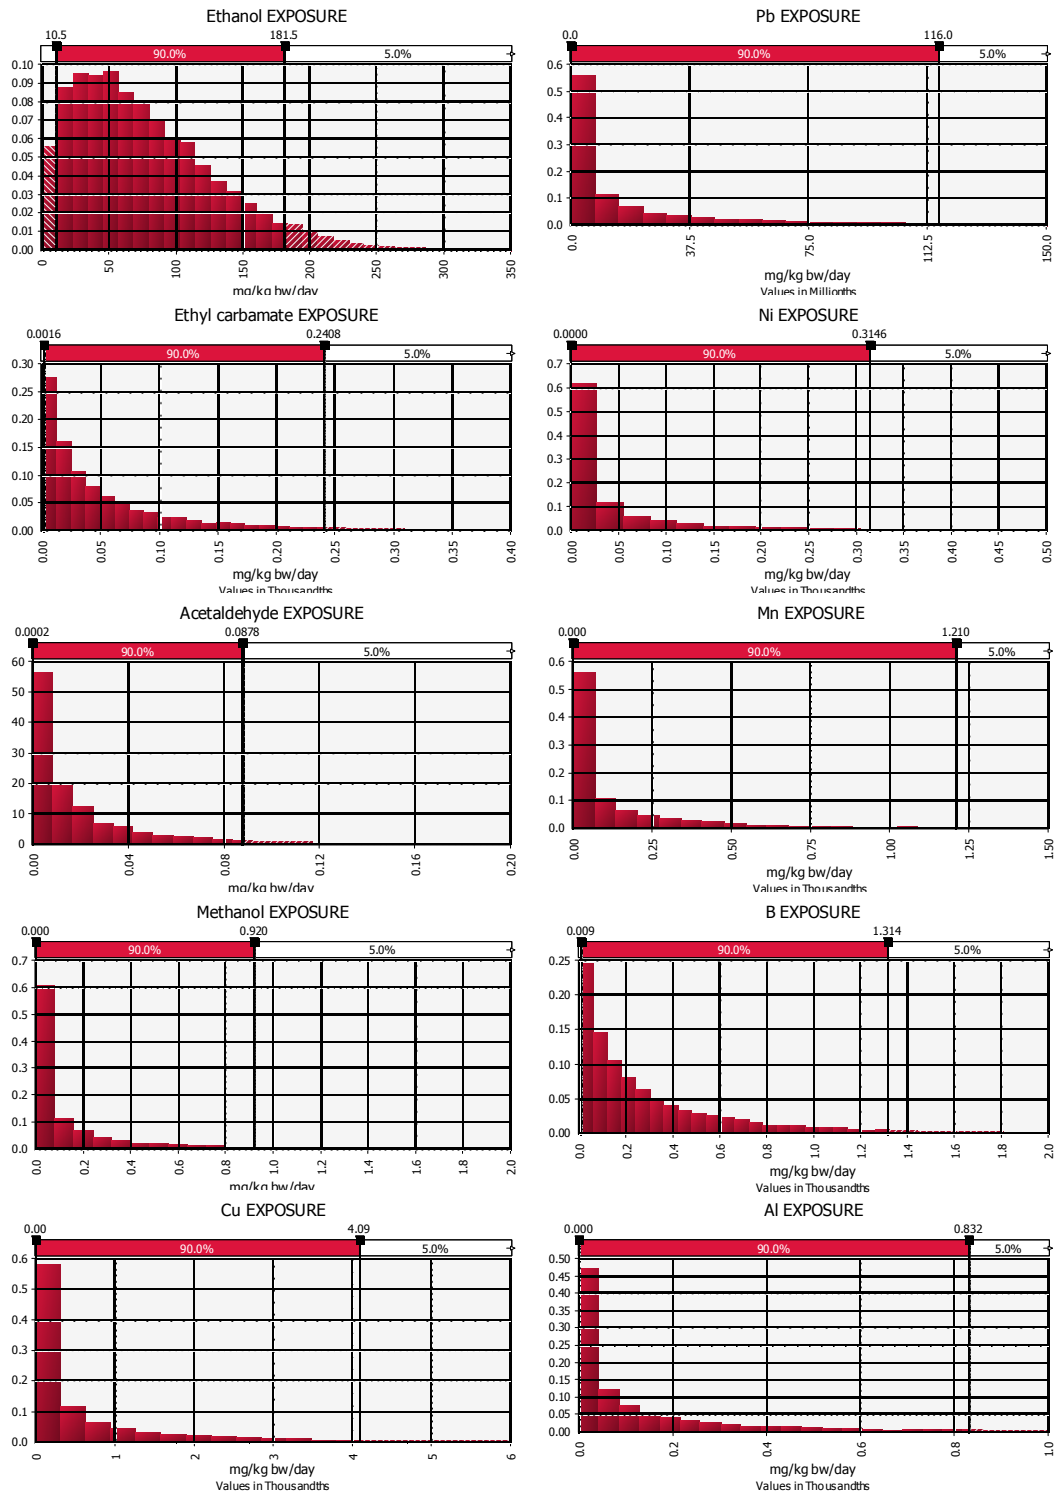 Ethanol EXPOSURE
10.5 181.5
90.0% 5.0%
0.10
0.09
0.08
0.07
0.06
0.05
0.04
0.03
0.02
0.01
0.00
0 50 100 150 200 250 300 350
mg/kg bw/day
Pb EXPOSURE
0.0 116.0
90.0% 5.0%
0.6
0.5
0.4
0.3
0.2
0.1
0.0
0.0 37.5 75.0 112.5 150.0
mg/kg bw/day
Values in Millionths
Ethyl carbamate EXPOSURE
0.0016 0.2408
90.0% 5.0%
0.30
0.25
0.20
0.15
0.10
0.05
0.00
0.00 0.05 0.10 0.15 0.20 0.25 0.30 0.35 0.40
mg/kg bw/day
Values in Thousandths
Ni EXPOSURE
0.0000 0.3146
90.0% 5.0%
0.7
0.6
0.5
0.4
0.3
0.2
0.1
0.0
0.00 0.05 0.10 0.15 0.20 0.25 0.30 0.35 0.40 0.45 0.50
mg/kg bw/day
Values in Thousandths
Acetaldehyde EXPOSURE
0.0002 0.0878
90.0% 5.0%
60
50
40
30
20
10
0
0.00 0.04 0.08 0.12 0.16 0.20
mg/kg bw/day
Mn EXPOSURE
0.000 1.210
90.0% 5.0%
0.6
0.5
0.4
0.3
0.2
0.1
0.0
0.00 0.25 0.50 0.75 1.00 1.25 1.50
mg/kg bw/day
Values in Thousandths
Methanol EXPOSURE
0.000 0.920
90.0% 5.0%
0.7
0.6
0.5
0.4
0.3
0.2
0.1
0.0
0.0 0.2 0.4 0.6 0.8 1.0 1.2 1.4 1.6 1.8 2.0
mg/kg bw/day
B EXPOSURE
0.009 1.314
90.0% 5.0%
0.25
0.20
0.15
0.10
0.05
0.00
0.0 0.2 0.4 0.6 0.8 1.0 1.2 1.4 1.6 1.8 2.0
mg/kg bw/day
Values in Thousandths
Cu EXPOSURE
0.00 4.09
90.0% 5.0%
0.6
0.5
0.4
0.3
0.2
0.1
0.0
0 1 2 3 4 5 6
mg/kg bw/day
Values in Thousandths
Al EXPOSURE
0.000 0.832
90.0% 5.0%
0.50
0.45
0.40
0.35
0.30
0.25
0.20
0.15
0.10
0.05
0.00
0.0 0.2 0.4 0.6 0.8 1.0
mg/kg bw/day
Values in Thousandths